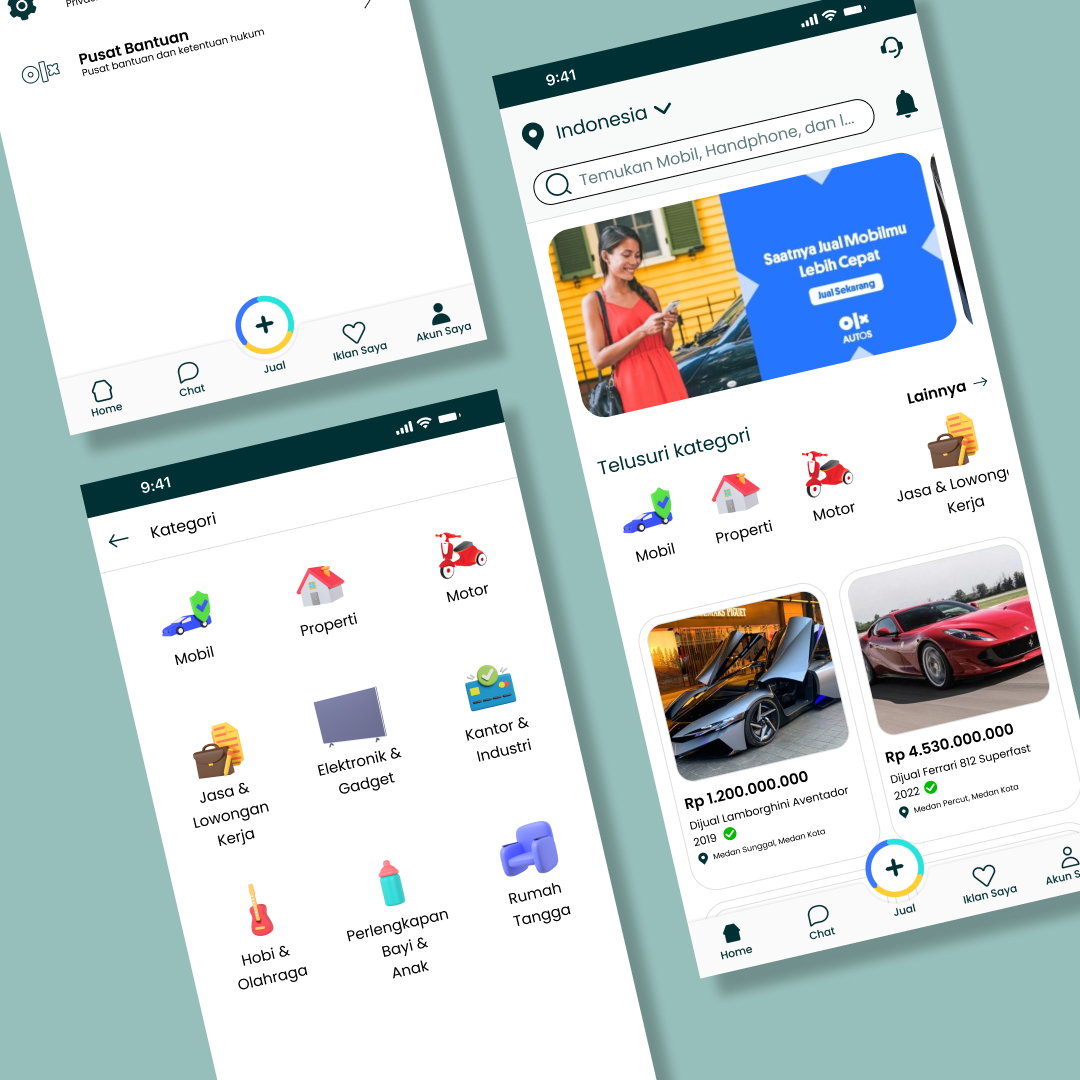 Pusat Bantuan
Pusat bantuan dan ketentuan hukum
olx
Home
Chat
Jual
Iklan Saya
Akun Saya
9:41
Kategori
Mobil
Properti
Motor
Jasa &
Lowongan
Kerja
Elektronik &
Gadget
Kantor &
Industri
Hobi &
Olahraga
Perlengkapan
Bayi &
Anak
Rumah
Tangga
9:41
Indonesia
Temukan Mobil, Handphone, dan l...
Saatnya Jual Mobilmu
Lebih Cepat
Jual Sekarang
olx
AUTOS
Lainnya
Telusuri kategori
Mobil
Properti
Motor
Jasa & Lowong
Kerja
PIGUET
Rp 1.200.000.000
Dijual Lamborghini Aventador
2019
Medan Sunggal, Medan Kota
Rp 4.530.000.000
Dijual Ferrari 812 Superfast
2022
Medan Percut, Medan Kota
Home
Chat
Jual
Iklan Saya
Akun S